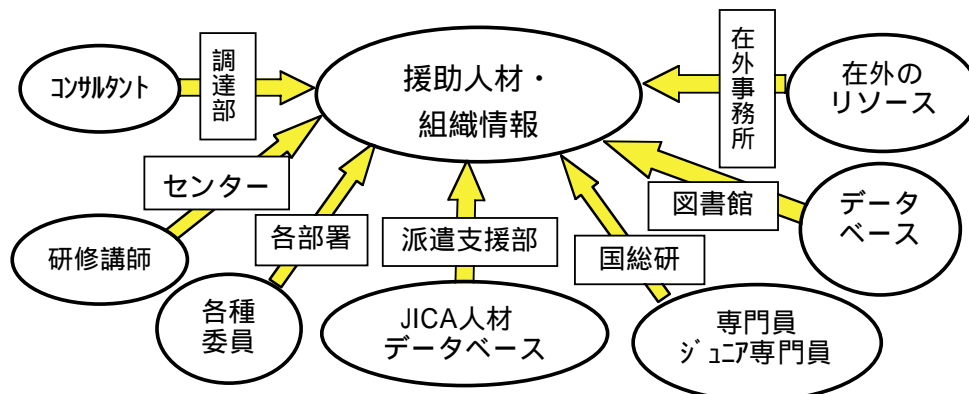 コンサルタント
調達部
援助人材・
組織情報
在外事務所
在外の
リソース
センター
図書館
データ
ベース
研修講師
各部署
派遣支援部
国総研
各種
委員
JICA人材
データベース
専門員
ジュニア専門員